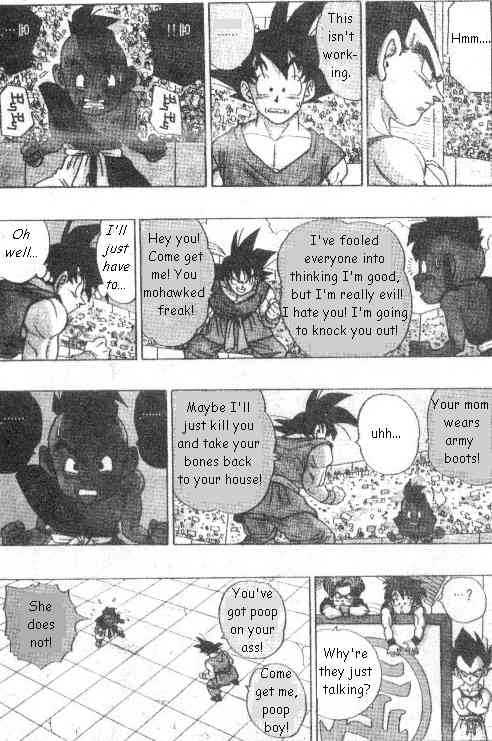 ......
This
isn't
work-
ing.
Hmm....
Oh
well...
I'll
just
have
to...
Hey you!
Come get
me! You
mohawked
freak!
I've fooled
everyone into
thinking I'm good,
but I'm really evil!
I hate you! I'm going
to knock you out!
......
Maybe I'll
just kill you
and take your
bones back
to your house!
uhh...
......
Your mom
wears
army
boots!
She
does
not!
You've
got poop
on your
ass!
Come
get me,
poop
boy!
...?
Why're
they just
talking?